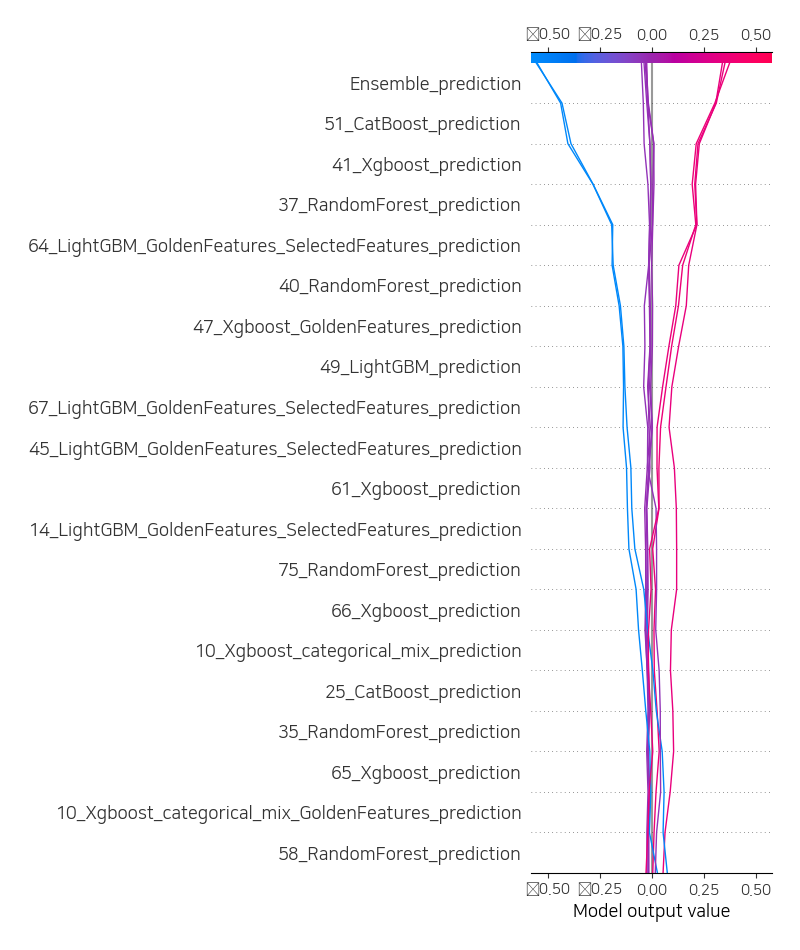 ▯0.50 ▯0.25 0.00 0.25 0.50
Ensemble_prediction
51_CatBoost_prediction
41_Xgboost_prediction
37_RandomForest_prediction
64_LightGBM_GoldenFeatures_SelectedFeatures_prediction
40_RandomForest_prediction
47_Xgboost_GoldenFeatures_prediction
49_LightGBM_prediction
67_LightGBM_GoldenFeatures_SelectedFeatures_prediction
45_LightGBM_GoldenFeatures_SelectedFeatures_prediction
61_Xgboost_prediction
14_LightGBM_GoldenFeatures_SelectedFeatures_prediction
75_RandomForest_prediction
66_Xgboost_prediction
10_Xgboost_categorical_mix_prediction
25_CatBoost_prediction
35_RandomForest_prediction
65_Xgboost_prediction
10_Xgboost_categorical_mix_GoldenFeatures_prediction
58_RandomForest_prediction
▯0.50 ▯0.25 0.00 0.25 0.50
Model output value